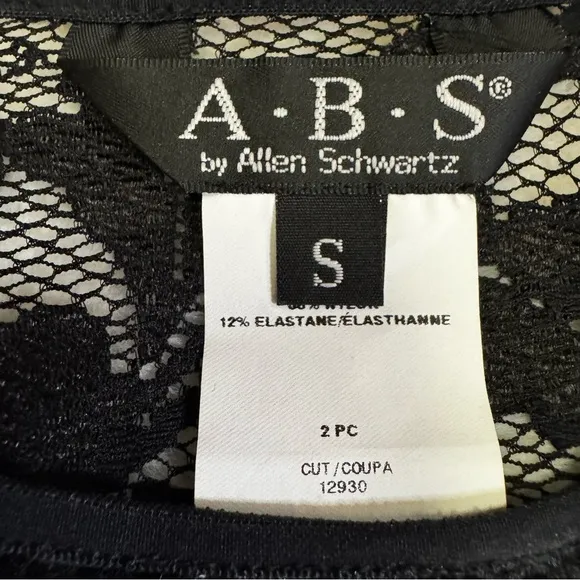 A·B·S®
by Allen Schwartz
S
12% ELASTANE/ÉLASTHANNE
2 PC
CUT/COUPA
12930